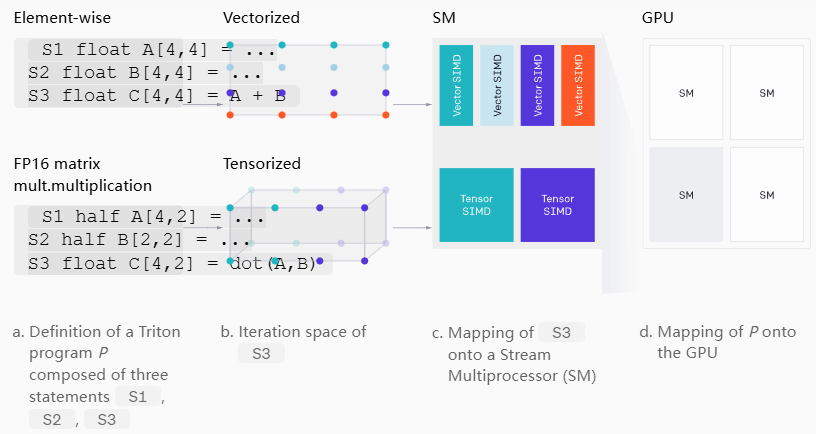 Element-wise
Vectorized
SM
GPU
S1 float A[4,4] = ...
S2 float B[4,4] = ...
S3 float C[4,4] = A + B
Vector SIMD
Vector SIMD
Vector SIMD
Vector SIMD
SM
SM
FP16 matrix
mult.multiplication
Tensorized
S1 half A[4,2] = ...
S2 half B[2,2] = ...
S3 float C[4,2] = dot(A,B)
Tensor
SIMD
Tensor
SIMD
SM
SM
a. Definition of a Triton
program P
composed of three
statements S1 ,
S2 , S3
b. Iteration space of
S3
c. Mapping of S3
onto a Stream
Multiprocessor (SM)
d. Mapping of P onto
the GPU